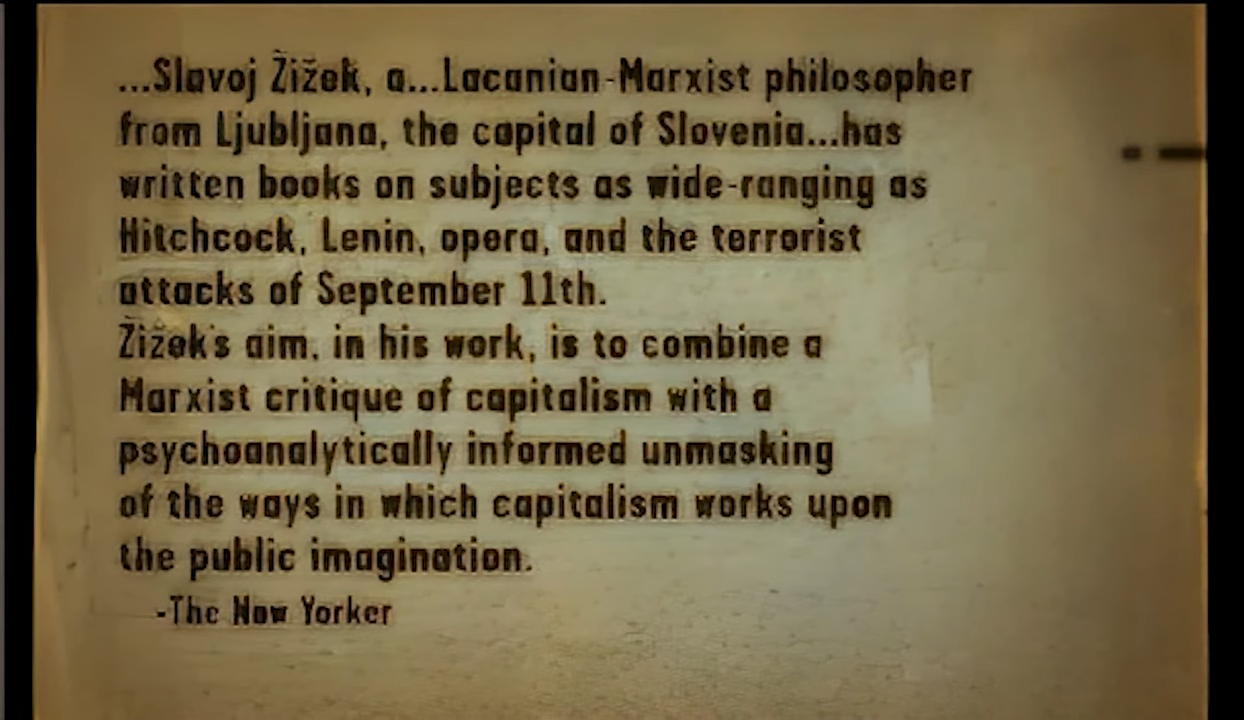 ...Slavoj Žižek, a...Lacanian-Marxist philosopher
from Ljubljana, the capital of Slovenia...has
written books on subjects as wide-ranging as
Hitchcock, Lenin, opera, and the terrorist
attacks of September 11th.
Žižek's aim, in his work, is to combine a
Marxist critique of capitalism with a
psychoanalytically informed unmasking
of the ways in which capitalism works upon
the public imagination.
-The New Yorker